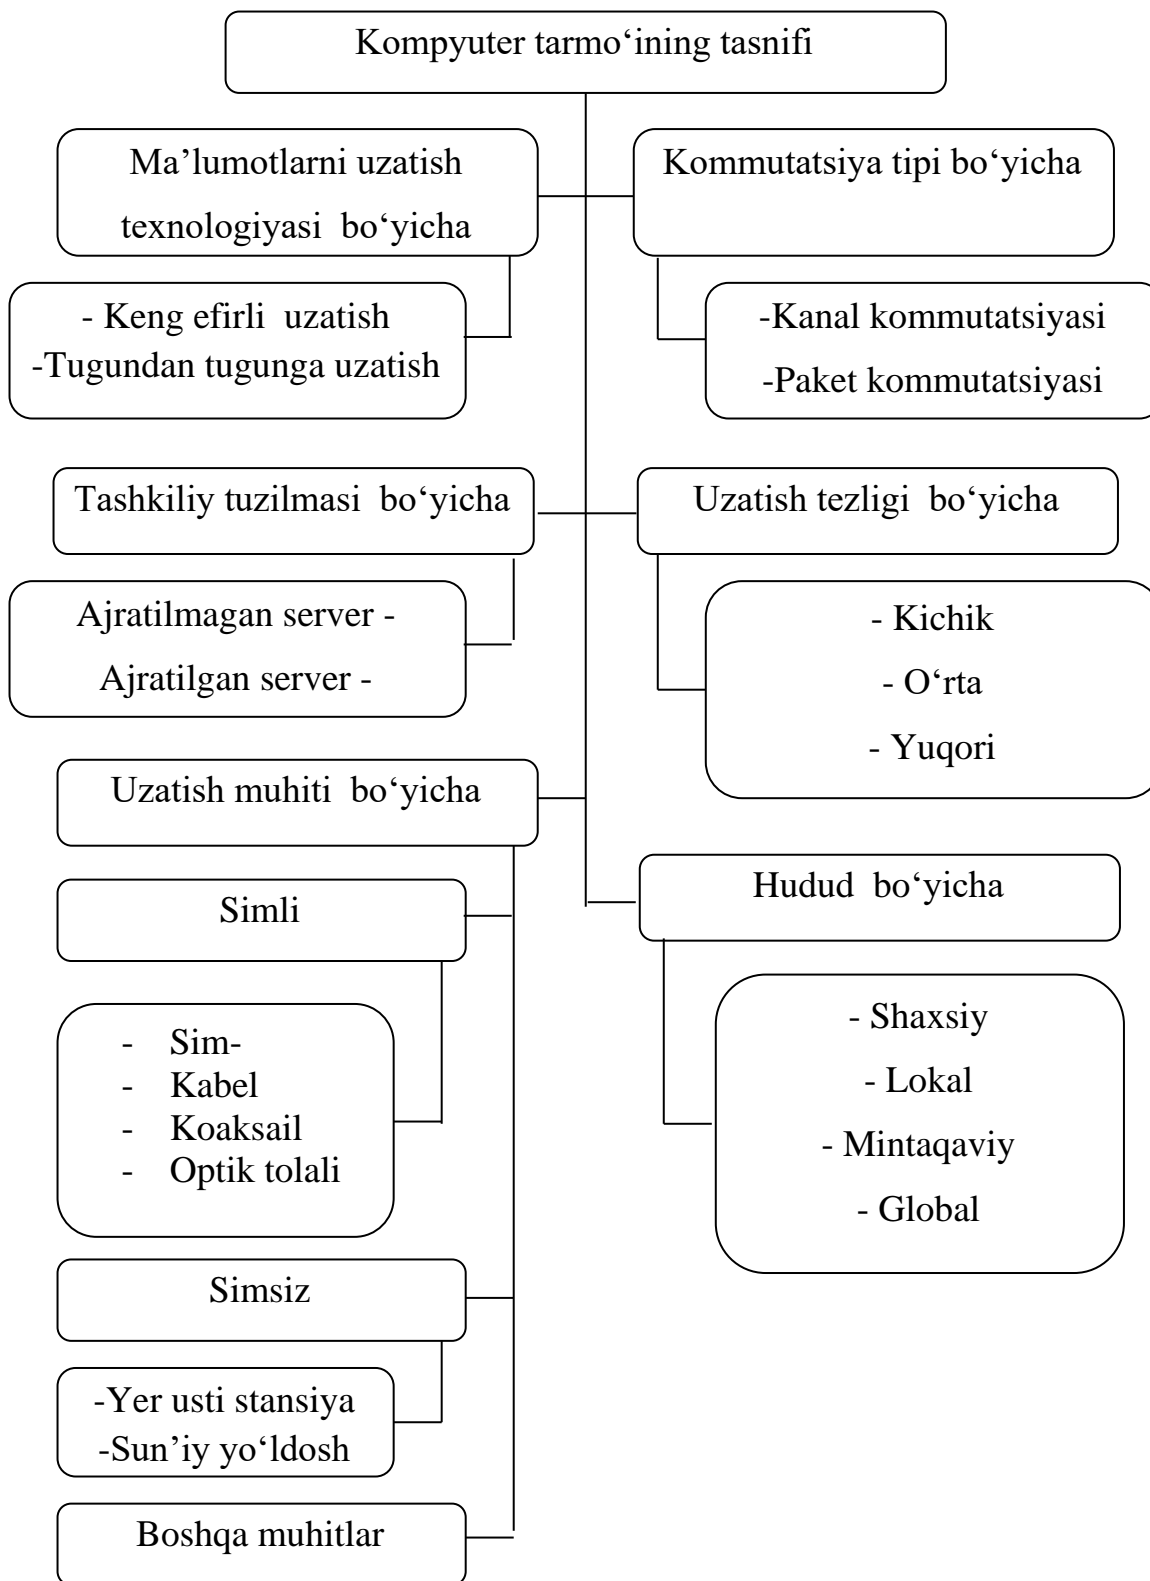 Kompyuter tarmo‘ining tasnifi
Ma’lumotlarni uzatish
texnologiyasi bo‘yicha
- Keng efirli uzatish
-Tugundan tugunga uzatish
Kommutatsiya tipi bo‘yicha
-Kanal kommutatsiyasi
-Paket kommutatsiyasi
Tashkiliy tuzilmasi bo‘yicha
Ajratilmagan server -
Ajratilgan server -
Uzatish tezligi bo‘yicha
- Kichik
- O‘rta
- Yuqori
Uzatish muhiti bo‘yicha
Simli
- Sim-
- Kabel
- Koaksail
- Optik tolali
Simsiz
-Yer usti stansiya
-Sun’iy yo‘ldosh
Boshqa muhitlar
Hudud bo‘yicha
- Shaxsiy
- Lokal
- Mintaqaviy
- Global